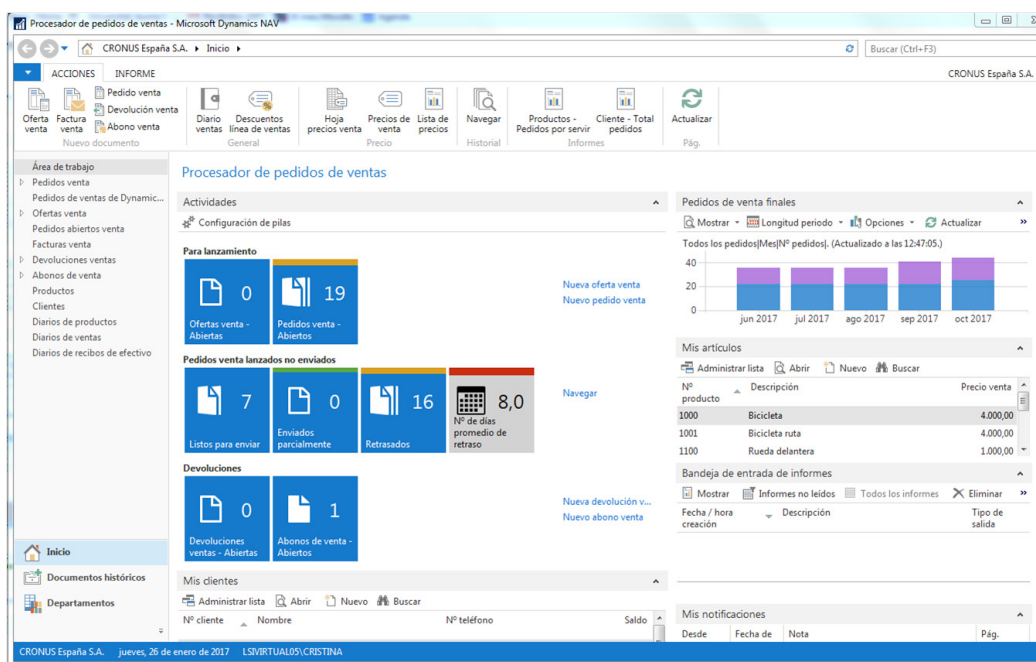 Procesador de pedidos de ventas - Microsoft Dynamics NAV
CRONUS España S.A. Inicio
Buscar (Ctrl+F3)
ACCIONES INFORME
CRONUS España S.A.
Oferta venta
Factura venta
Pedido venta
Devolución venta
Abono venta
Diario ventas
Descuentos línea de ventas
Hoja precios venta
Precios de venta
Lista de precios
Navegar
Productos - Pedidos por servir
Cliente - Total pedidos
Actualizar
Nuevo documento
General
Precio
Historial
Informes
Pág.
Área de trabajo
Pedidos venta
Pedidos de ventas de Dynamic...
Ofertas venta
Pedidos abiertos venta
Facturas venta
Devoluciones ventas
Abonos de venta
Productos
Clientes
Diarios de productos
Diarios de ventas
Diarios de recibos de efectivo
Inicio
Documentos históricos
Departamentos
Procesador de pedidos de ventas
Actividades
Configuración de pilas
Para lanzamiento
0
Ofertas venta -
Abiertas
19
Pedidos venta -
Abiertos
Nueva oferta venta
Nuevo pedido venta
Pedidos venta lanzados no enviados
7
Listos para enviar
0
Enviados
parcialmente
16
Retrasados
8,0
Nº de días
promedio de
retraso
Navegar
Devoluciones
0
Devoluciones
ventas - Abiertas
1
Abonos de venta -
Abiertos
Nueva devolución v...
Nuevo abono venta
Mis clientes
Administrar lista Abrir Nuevo Buscar
Nº cliente Nombre Nº teléfono Saldo
Pedidos de venta finales
Mostrar Longitud periodo Opciones Actualizar
Todos los pedidos|Mes|Nº pedidos|. (Actualizado a las 12:47:05.)
40
20
0
jun 2017 jul 2017 ago 2017 sep 2017 oct 2017
Mis artículos
Administrar lista Abrir Nuevo Buscar
Nº producto Descripción Precio venta
1000 Bicicleta 4.000,00
1001 Bicicleta ruta 4.000,00
1100 Rueda delantera 1.000,00
Bandeja de entrada de informes
Mostrar Informes no leídos Todos los informes Eliminar
Fecha / hora creación Descripción Tipo de salida
Mis notificaciones
Desde Fecha de Nota Pág.
CRONUS España S.A. jueves, 26 de enero de 2017 LSIVIRTUAL05\CRISTINA